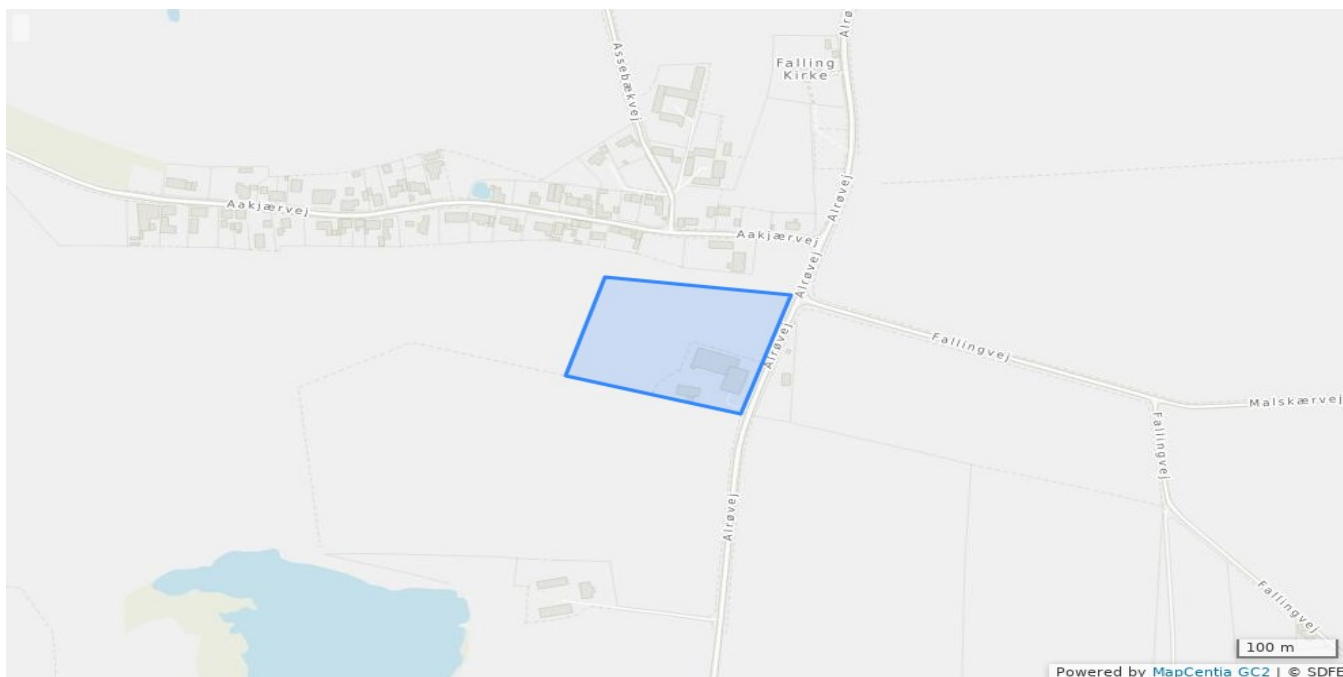 Alrø
Assebækvej
Falling
Kirke
Aakjærvej
Aakjærvej
Alrøvej
Alrøvej
Alrøvej
Fallingvej
Malskærvej
Fallingvej
Alrøvej
Fallingvej
100 m
Powered by MapCentia GC2 | © SDFE